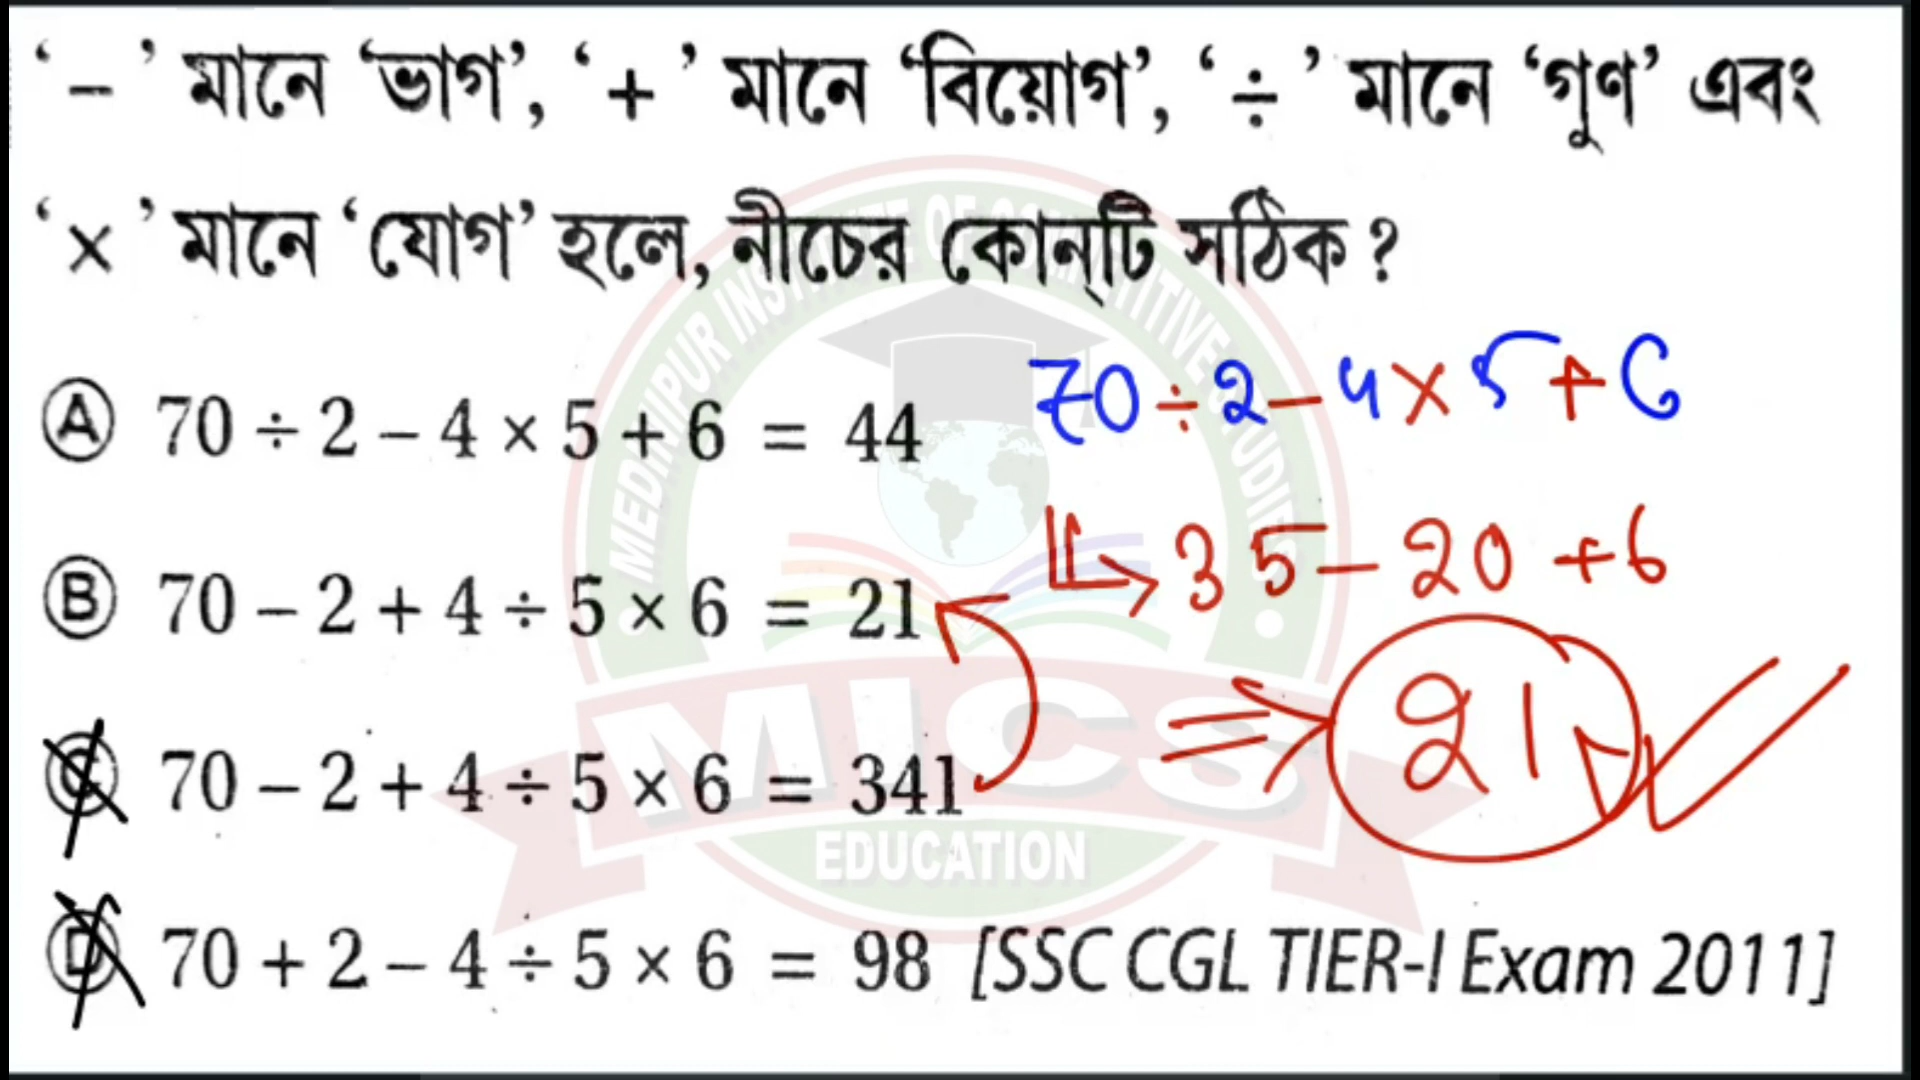 ‘−’ মানে ‘ভাগ’, ‘+’ মানে ‘বিয়োগ’, ‘÷’ মানে ‘গুণ’ এবং
‘×’ মানে ‘যোগ’ হলে, নীচের কোন্‌টি সঠিক ?
Ⓐ 70 ÷ 2 − 4 × 5 + 6 = 44
70 ÷ 2 − 4 × 5 + 6
Ⓑ 70 − 2 + 4 ÷ 5 × 6 = 21
35 − 20 + 6
Ⓒ 70 − 2 + 4 ÷ 5 × 6 = 341
⇒ 21
Ⓓ 70 + 2 − 4 ÷ 5 × 6 = 98 [SSC CGL TIER-I Exam 2011]
MEDINIPUR INSTITUTE OF COMPETITIVE STUDIES
MICS
EDUCATION